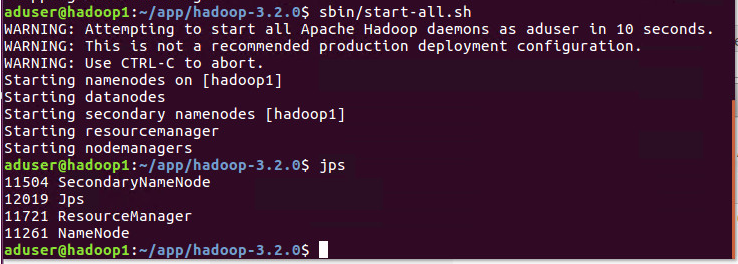 aduser@hadoop1:~/app/hadoop-3.2.0$ sbin/start-all.sh
WARNING: Attempting to start all Apache Hadoop daemons as aduser in 10 seconds.
WARNING: This is not a recommended production deployment configuration.
WARNING: Use CTRL-C to abort.
Starting namenodes on [hadoop1]
Starting datanodes
Starting secondary namenodes [hadoop1]
Starting resourcemanager
Starting nodemanagers
aduser@hadoop1:~/app/hadoop-3.2.0$ jps
11504 SecondaryNameNode
12019 Jps
11721 ResourceManager
11261 NameNode
aduser@hadoop1:~/app/hadoop-3.2.0$